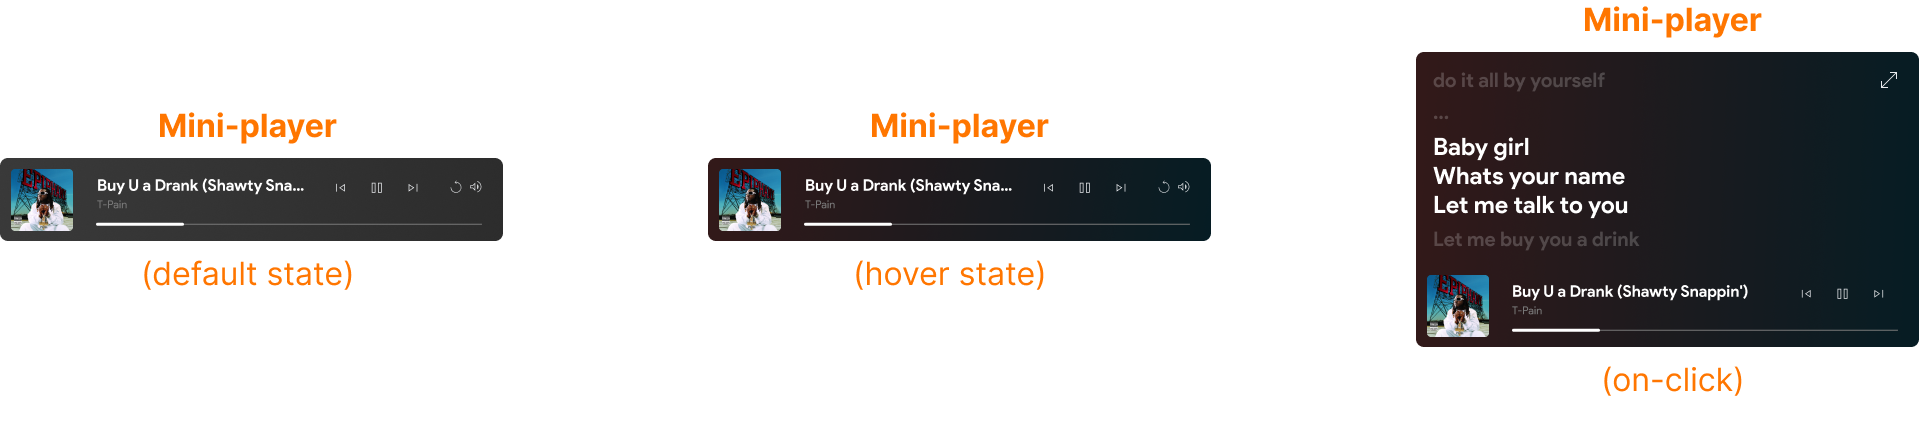 Mini-player
Buy U a Drank (Shawty Sna...
T-Pain
(default state)
Mini-player
Buy U a Drank (Shawty Sna...
T-Pain
(hover state)
Mini-player
do it all by yourself
...
Baby girl
Whats your name
Let me talk to you
Let me buy you a drink
Buy U a Drank (Shawty Snappin')
T-Pain
(on-click)